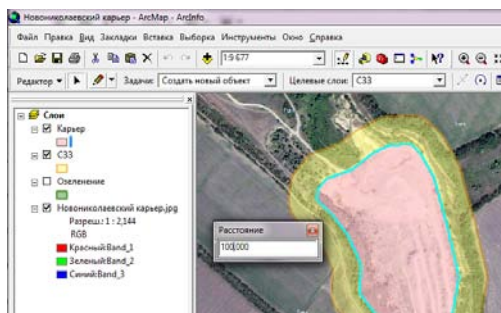 Новониколаевский карьер - ArcMap - ArcInfo
Файл Правка Вид Закладки Вставка Выборка Инструменты Окно Справка
1:9 677
Редактор Задачи: Создать новый объект Целевые слои: СЗЗ
Слои
Карьер
СЗЗ
Озеленение
Новониколаевский карьер.jpg
Разреш.: 1 : 2,144
RGB
Красный:Band_1
Зеленый:Band_2
Синий:Band_3
Расстояние
100,000